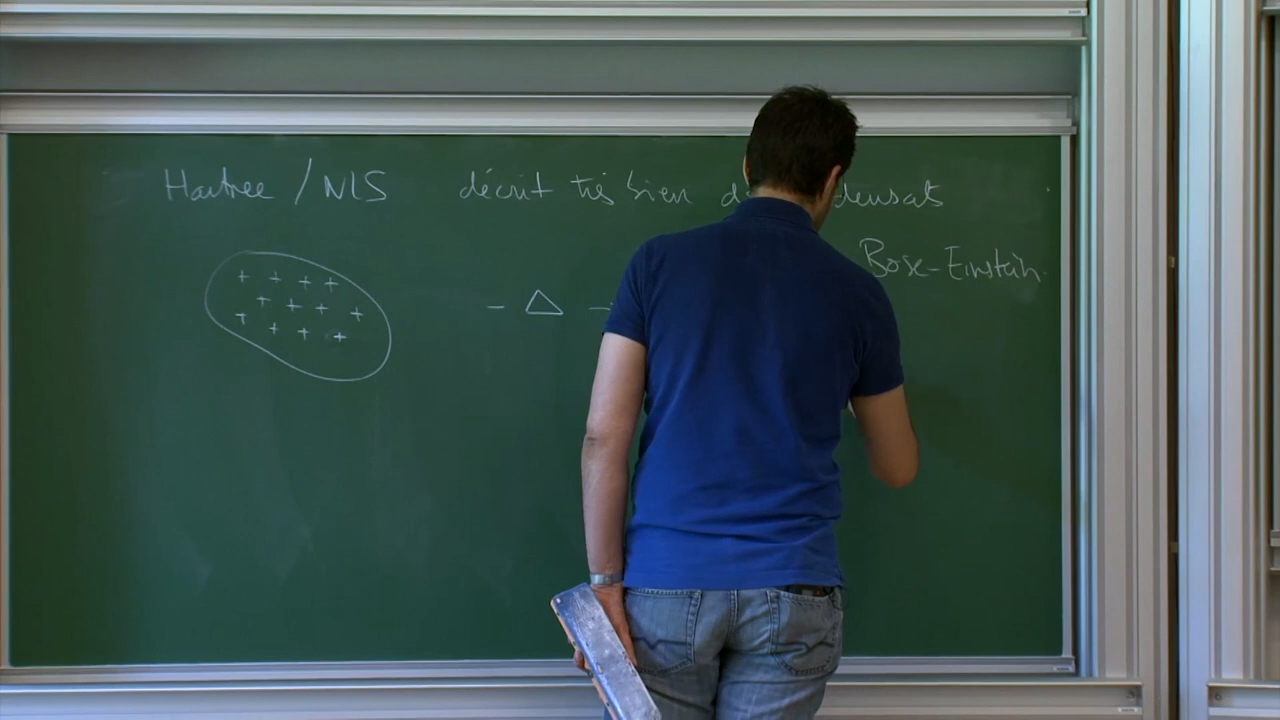 Hartree / NLS décrit très bien densats
Bose-Einstein
- △ -